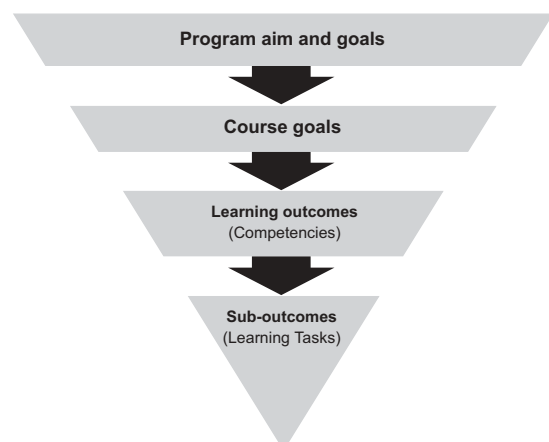 Program aim and goals
Course goals
Learning outcomes
(Competencies)
Sub-outcomes
(Learning Tasks)